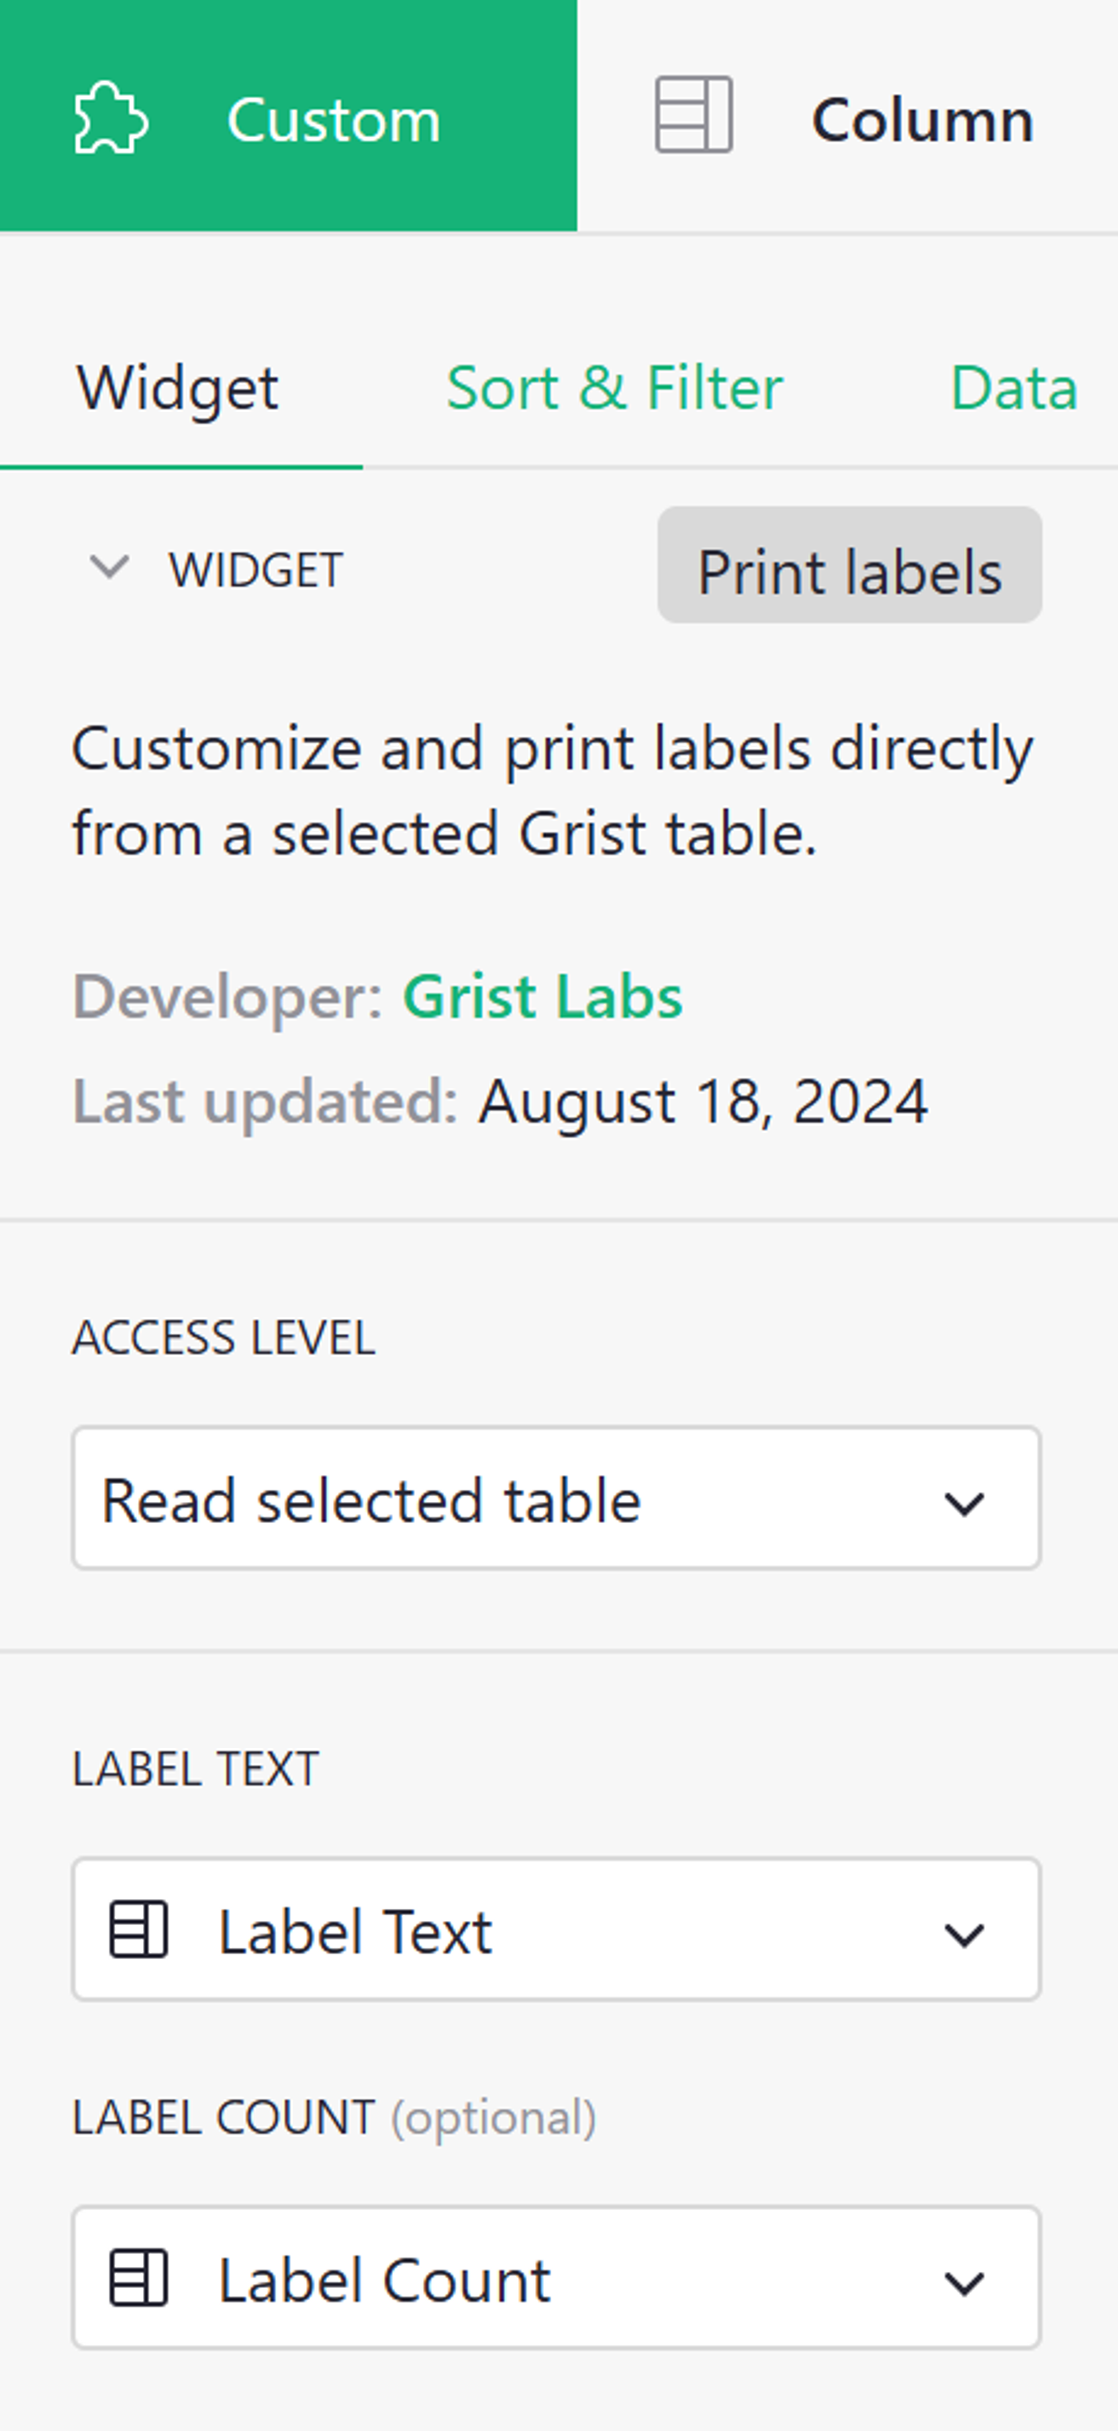 Custom
Column
Widget
Sort & Filter
Data
WIDGET
Print labels
Customize and print labels directly
from a selected Grist table.
Developer: Grist Labs
Last updated: August 18, 2024
ACCESS LEVEL
Read selected table
LABEL TEXT
Label Text
LABEL COUNT (optional)
Label Count